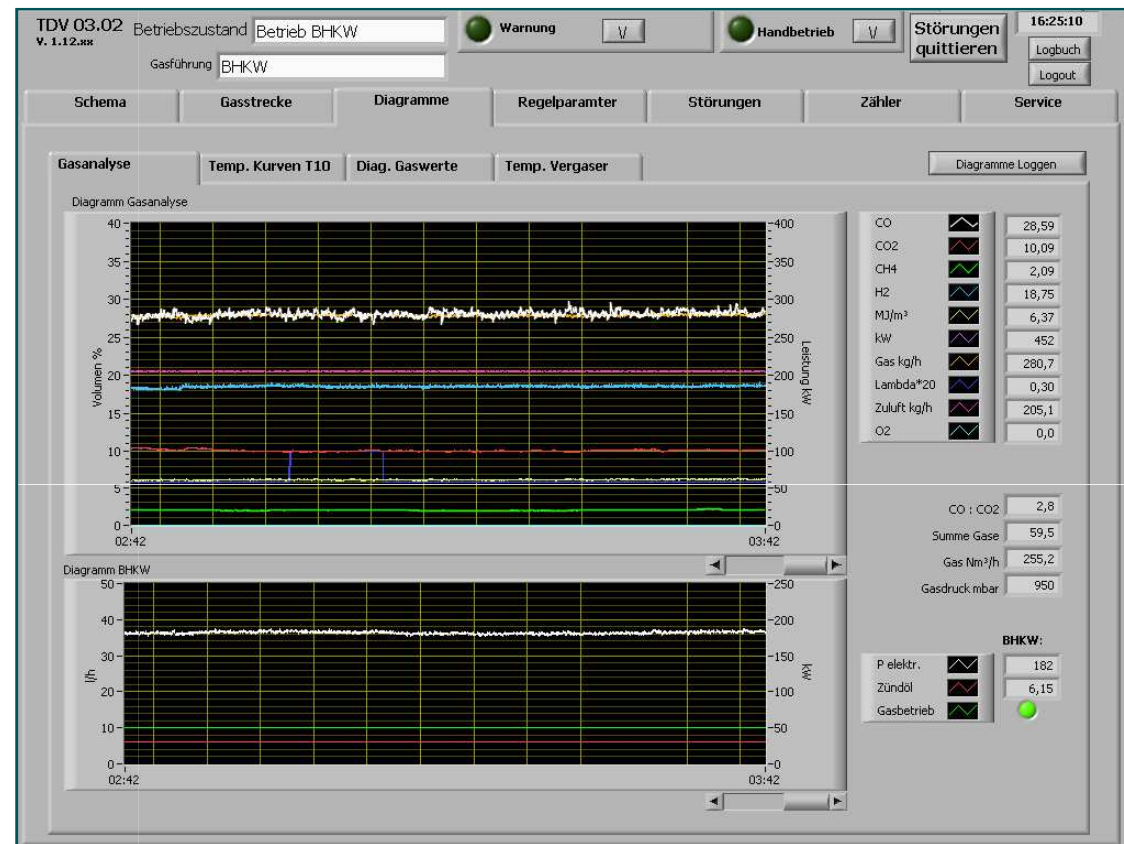 TDV 03.02 Betriebszustand Betrieb BHKW Warnung V Handbetrieb V Störungen quittieren 16:25:10
V. 1.12.xx
Gasführung BHKW
Logbuch
Logout
Schema Gasstrecke Diagramme Regelparamter Störungen Zähler Service
Gasanalyse Temp. Kurven T10 Diag. Gaswerte Temp. Vergaser Diagramme Loggen
Diagramm Gasanalyse
Volumen %
40
35
30
25
20
15
10
5
0
400
350
300
250
200
150
100
50
0
Leistung kW
02:42 03:42
CO 28,59
CO2 10,09
CH4 2,09
H2 18,75
MJ/m³ 6,37
kW 452
Gas kg/h 280,7
Lambda*20 0,30
Zuluft kg/h 205,1
O2 0,0
CO : CO2 2,8
Summe Gase 59,5
Gas Nm³/h 255,2
Gasdruck mbar 950
Diagramm BHKW
l/h
50
40
30
20
10
0
250
200
150
100
50
0
kW
02:42 03:42
BHKW:
P elektr. 182
Zündöl 6,15
Gasbetrieb